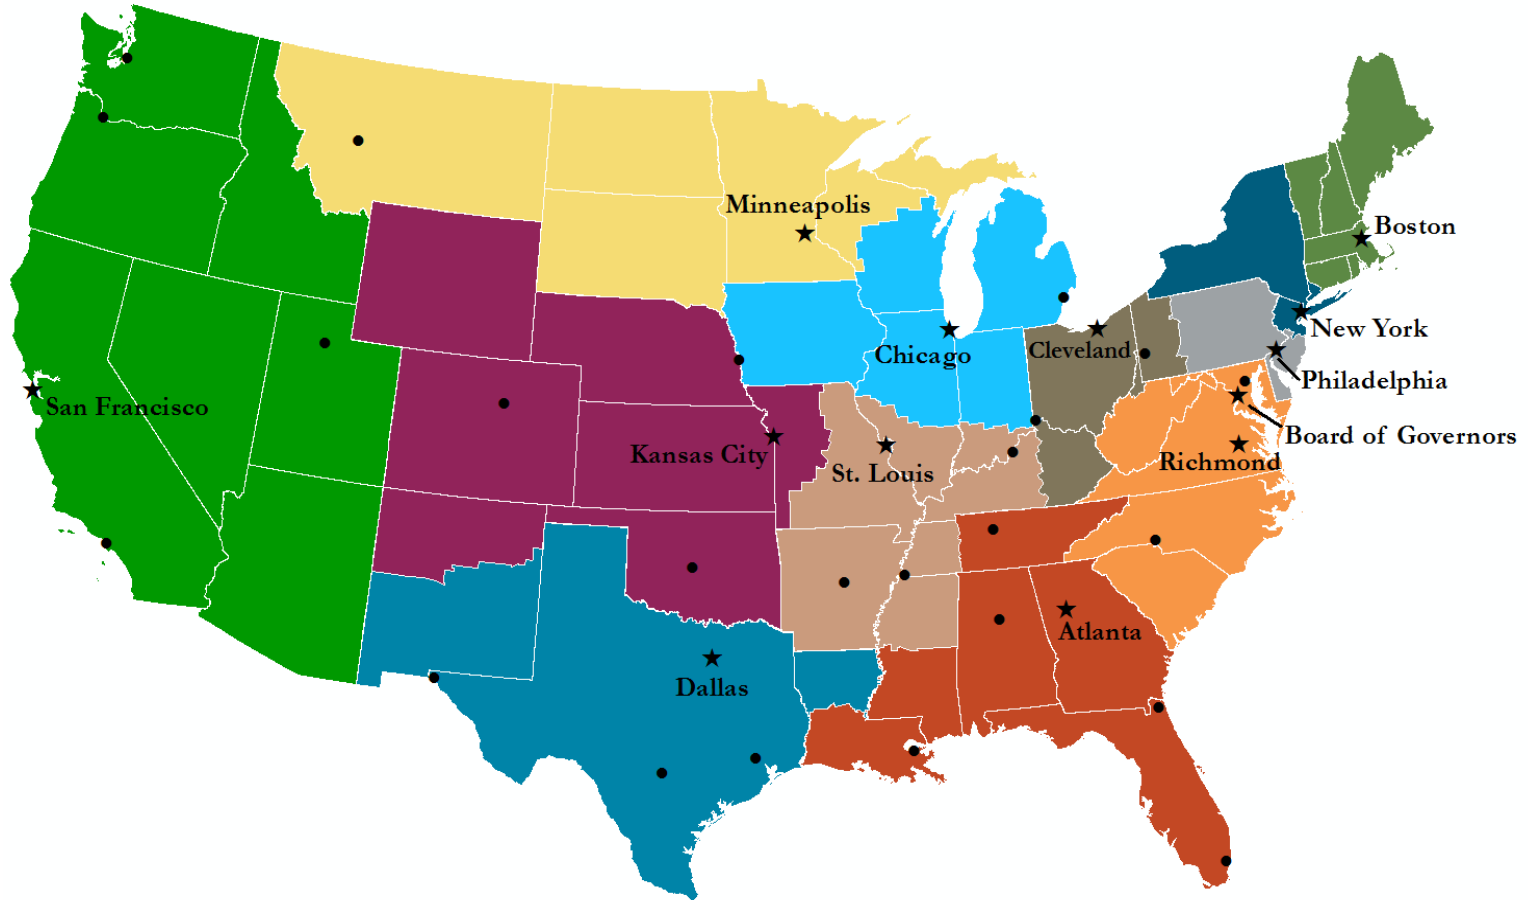 Minneapolis
Boston
New York
Chicago
Cleveland
Philadelphia
San Francisco
Board of Governors
Kansas City
St. Louis
Richmond
Atlanta
Dallas